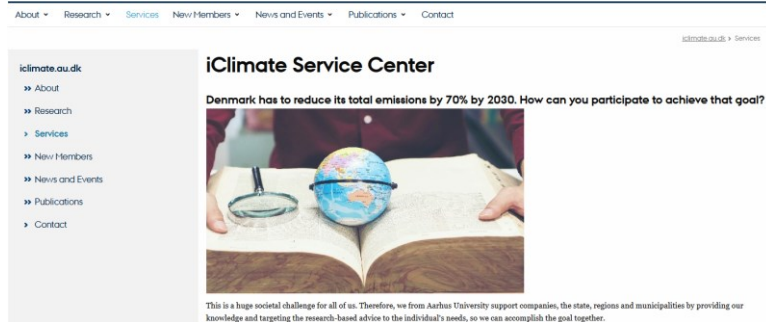 About Research Services New Members News and Events Publications Contact
iclimate.au.dk > Services
iclimate.au.dk
» About
» Research
> Services
» New Members
» News and Events
» Publications
> Contact
iClimate Service Center
Denmark has to reduce its total emissions by 70% by 2030. How can you participate to achieve that goal?
This is a huge societal challenge for all of us. Therefore, we from Aarhus University support companies, the state, regions and municipalities by providing our
knowledge and targeting the research-based advice to the individual's needs, so we can accomplish the goal together.